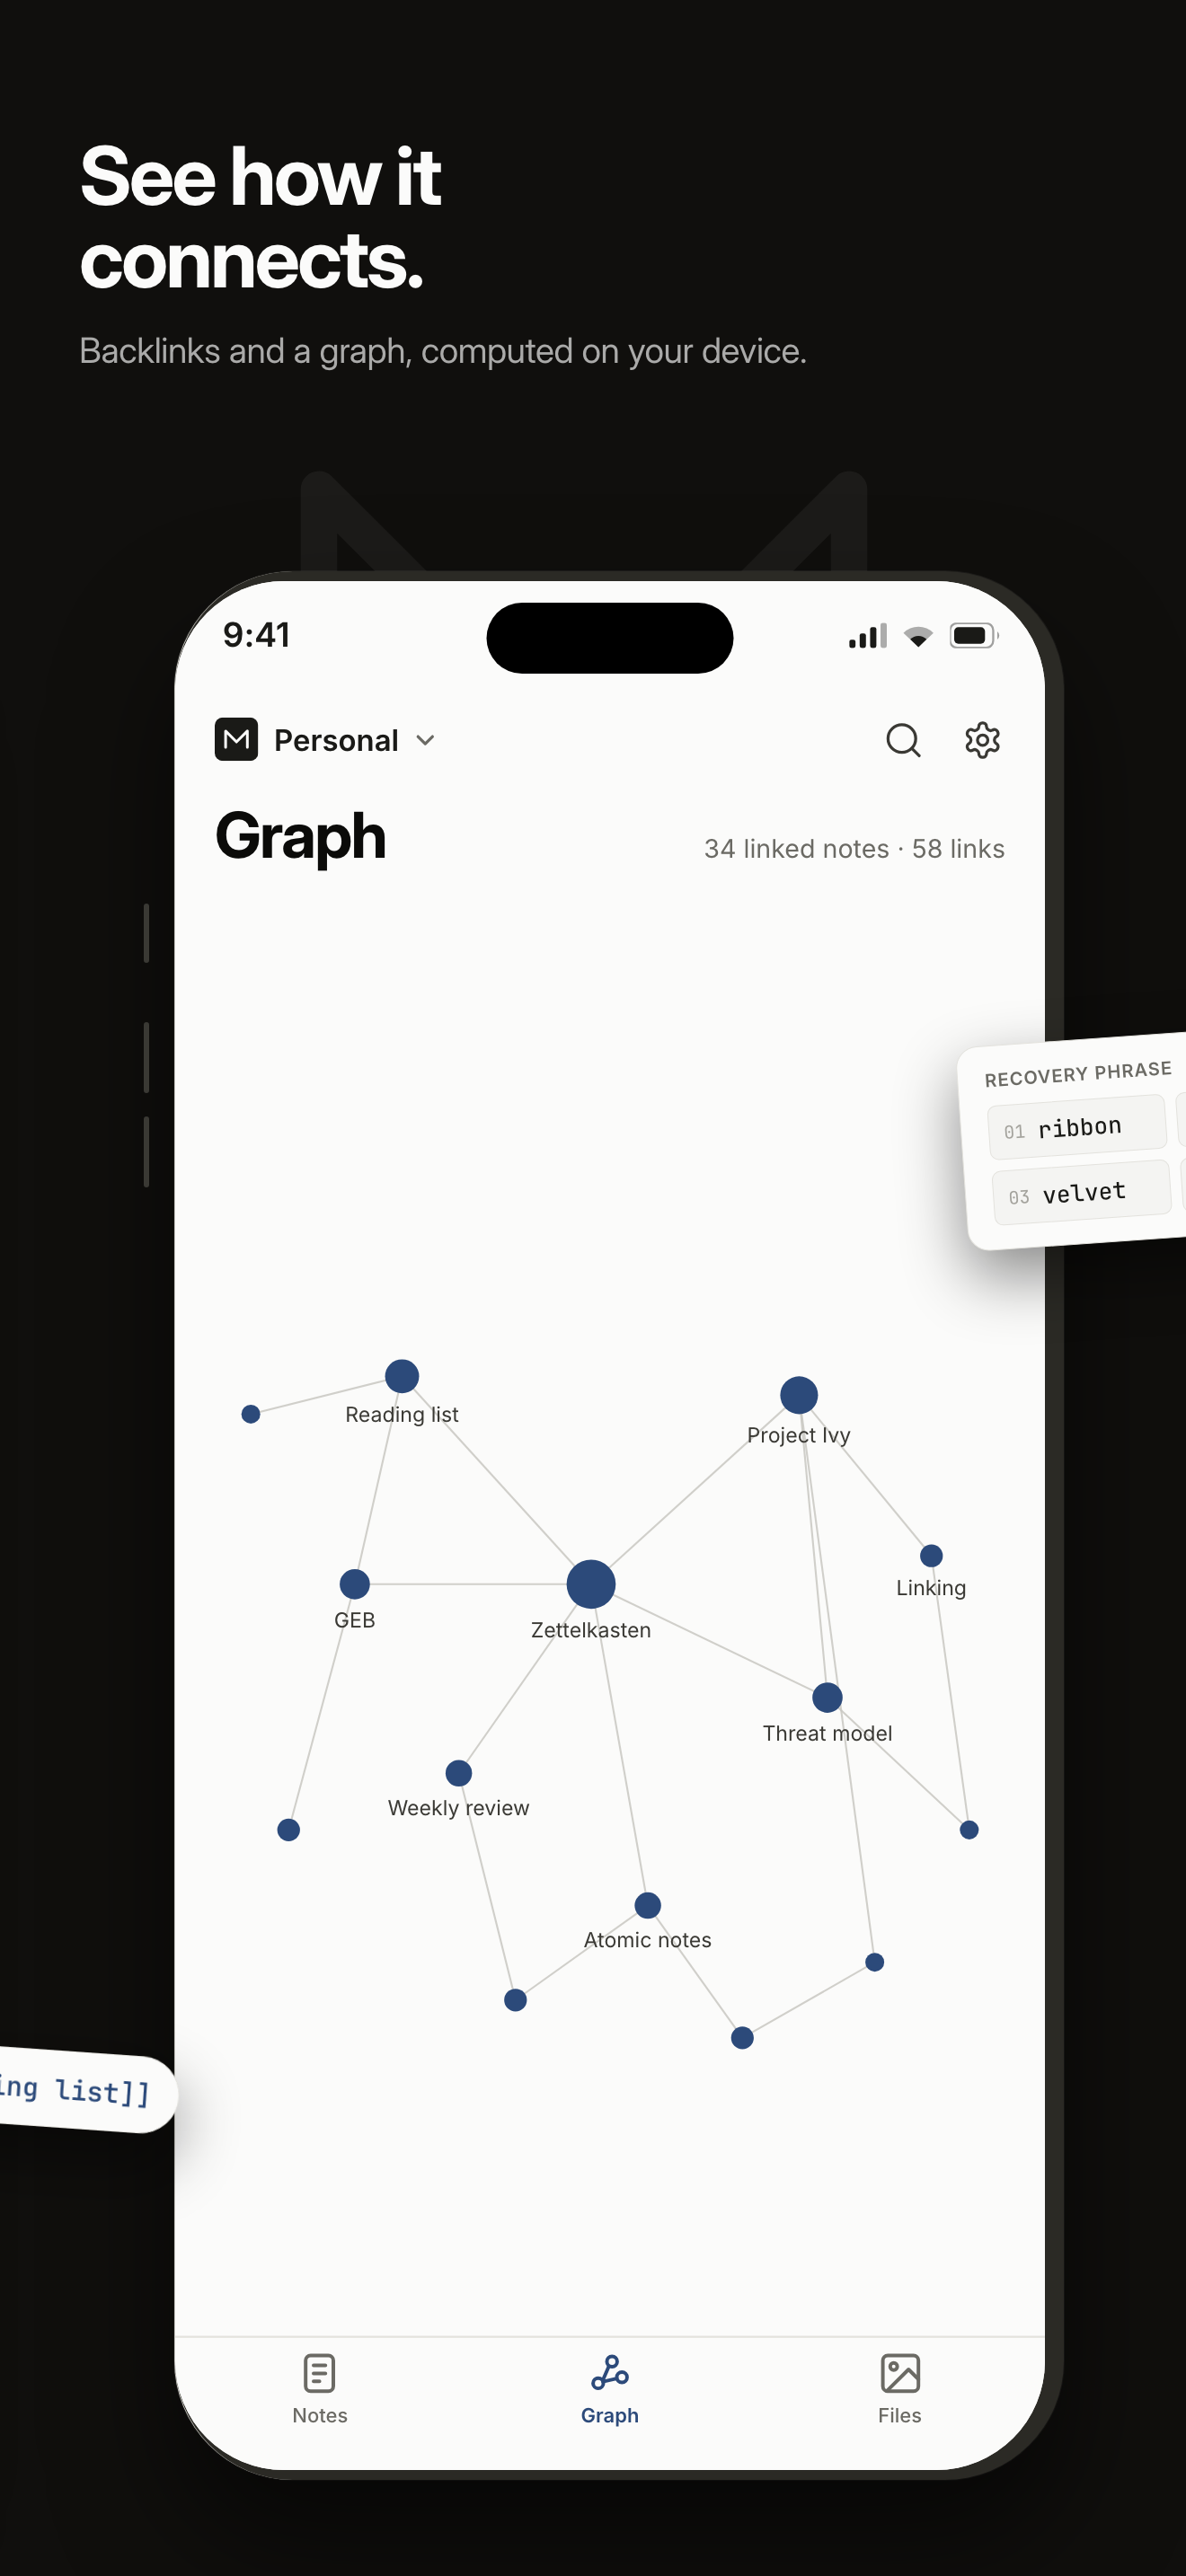 See how it
connects.
Backlinks and a graph, computed on your device.
9:41
Personal
Graph
34 linked notes · 58 links
RECOVERY PHRASE
01 ribbon
03 velvet
Reading list
Project Ivy
Linking
GEB
Zettelkasten
Threat model
Weekly review
Atomic notes
ing list]]
Notes
Graph
Files